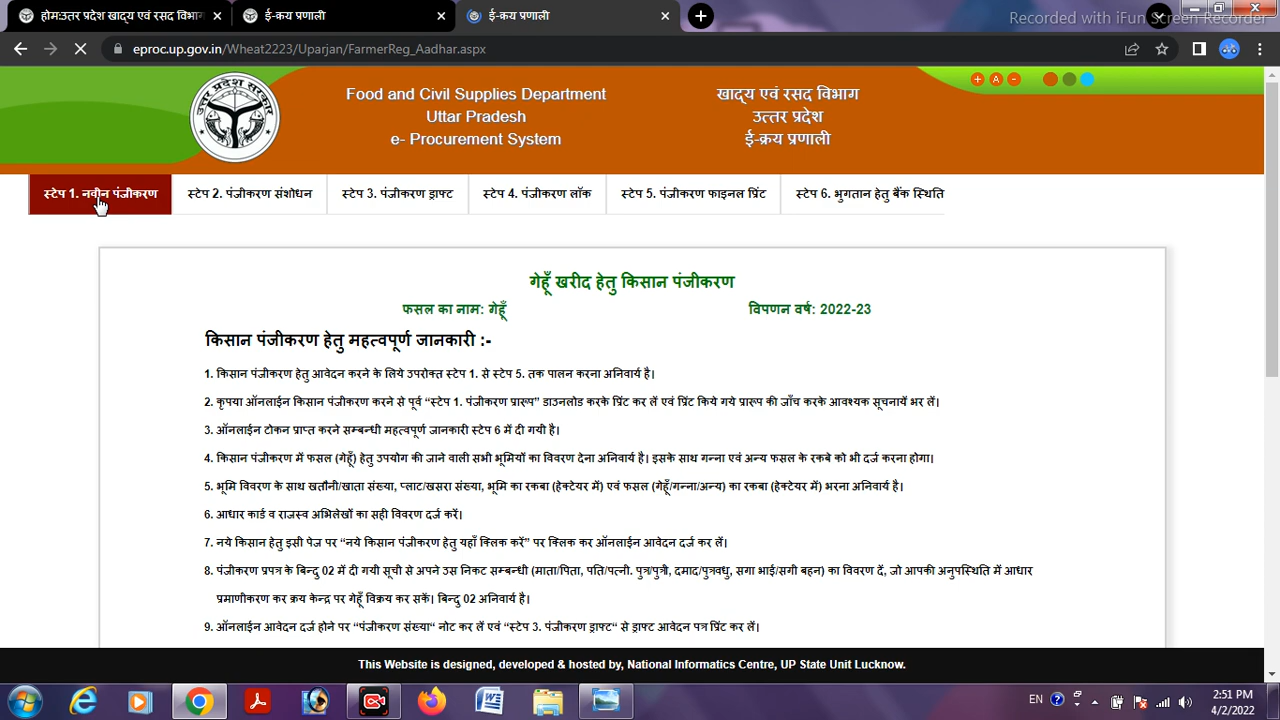 Recorded with iFun Screen Recorder
होम:उत्तर प्रदेश खाद्य एवं रसद विभाग
ई-क्रय प्रणाली
ई-क्रय प्रणाली
eproc.up.gov.in/Wheat2223/Uparjan/FarmerReg_Aadhar.aspx
+ A -
Food and Civil Supplies Department
Uttar Pradesh
e- Procurement System
खाद्य एवं रसद विभाग
उत्तर प्रदेश
ई-क्रय प्रणाली
स्टेप 1. नवीन पंजीकरण स्टेप 2. पंजीकरण संशोधन स्टेप 3. पंजीकरण ड्राफ्ट स्टेप 4. पंजीकरण लॉक स्टेप 5. पंजीकरण फाइनल प्रिंट स्टेप 6. भुगतान हेतु बैंक स्थिति
गेहूँ खरीद हेतु किसान पंजीकरण
फसल का नाम: गेहूँ विपणन वर्ष: 2022-23
किसान पंजीकरण हेतु महत्वपूर्ण जानकारी :-
1. किसान पंजीकरण हेतु आवेदन करने के लिये उपरोक्त स्टेप 1. से स्टेप 5. तक पालन करना अनिवार्य है।
2. कृपया ऑनलाईन किसान पंजीकरण करने से पूर्व “स्टेप 1. पंजीकरण प्रारूप” डाउनलोड करके प्रिंट कर लें एवं प्रिंट किये गये प्रारूप की जाँच करके आवश्यक सूचनायें भर लें।
3. ऑनलाईन टोकन प्राप्त करने सम्बन्धी महत्वपूर्ण जानकारी स्टेप 6 में दी गयी है।
4. किसान पंजीकरण में फसल (गेहूँ) हेतु उपयोग की जाने वाली सभी भूमियों का विवरण देना अनिवार्य है। इसके साथ गन्ना एवं अन्य फसल के रकबे को भी दर्ज करना होगा।
5. भूमि विवरण के साथ खतौनी/खाता संख्या, प्लाट/खसरा संख्या, भूमि का रकबा (हेक्टेयर में) एवं फसल (गेहूँ/गन्ना/अन्य) का रकबा (हेक्टेयर में) भरना अनिवार्य है।
6. आधार कार्ड व राजस्व अभिलेखों का सही विवरण दर्ज करें।
7. नये किसान हेतु इसी पेज पर “नये किसान पंजीकरण हेतु यहाँ क्लिक करें” पर क्लिक कर ऑनलाईन आवेदन दर्ज कर लें।
8. पंजीकरण प्रपत्र के बिन्दु 02 में दी गयी सूची से अपने उस निकट सम्बन्धी (माता/पिता, पति/पत्नी. पुत्र/पुत्री, दमाद/पुत्रवधु, सगा भाई/सगी बहन) का विवरण दें, जो आपकी अनुपस्थिति में आधार
प्रमाणीकरण कर क्रय केन्द्र पर गेहूँ विक्रय कर सकें। बिन्दु 02 अनिवार्य है।
9. ऑनलाईन आवेदन दर्ज होने पर “पंजीकरण संख्या“ नोट कर लें एवं “स्टेप 3. पंजीकरण ड्राफ्ट“ से ड्राफ्ट आवेदन पत्र प्रिंट कर लें।
This Website is designed, developed & hosted by, National Informatics Centre, UP State Unit Lucknow.
EN
2:51 PM
4/2/2022